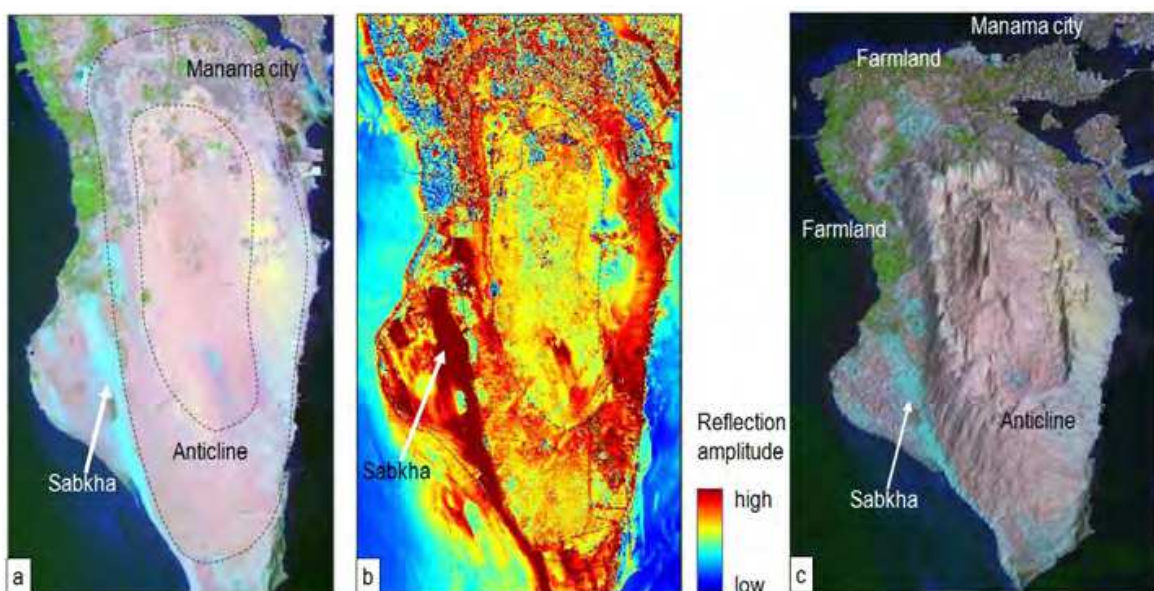 Manama city
Anticline
Sabkha
a
Sabkha
b
Reflection
amplitude
high
low
Manama city
Farmland
Farmland
Anticline
Sabkha
c